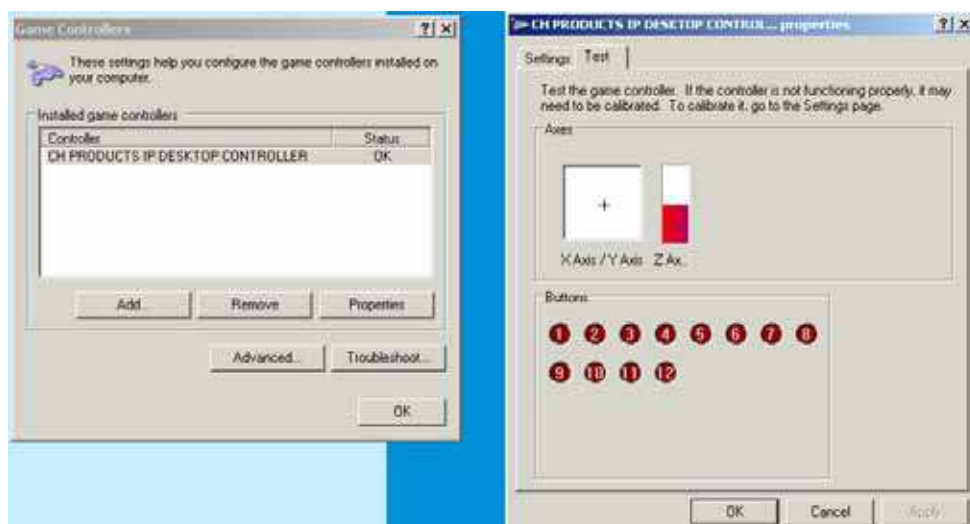 Game Controllers
These settings help you configure the game controllers installed on
your computer.
Installed game controllers
Controller Status
CH PRODUCTS IP DESKTOP CONTROLLER OK
Add... Remove Properties
Advanced... Troubleshoot...
OK
CH PRODUCTS IP DESKTOP CONTROL... properties
Settings Test
Test the game controller. If the controller is not functioning properly, it may
need to be calibrated. To calibrate it, go to the Settings page.
Axes
X Axis / Y Axis Z Ax...
Buttons
1 2 3 4 5 6 7 8
9 10 11 12
OK Cancel Apply